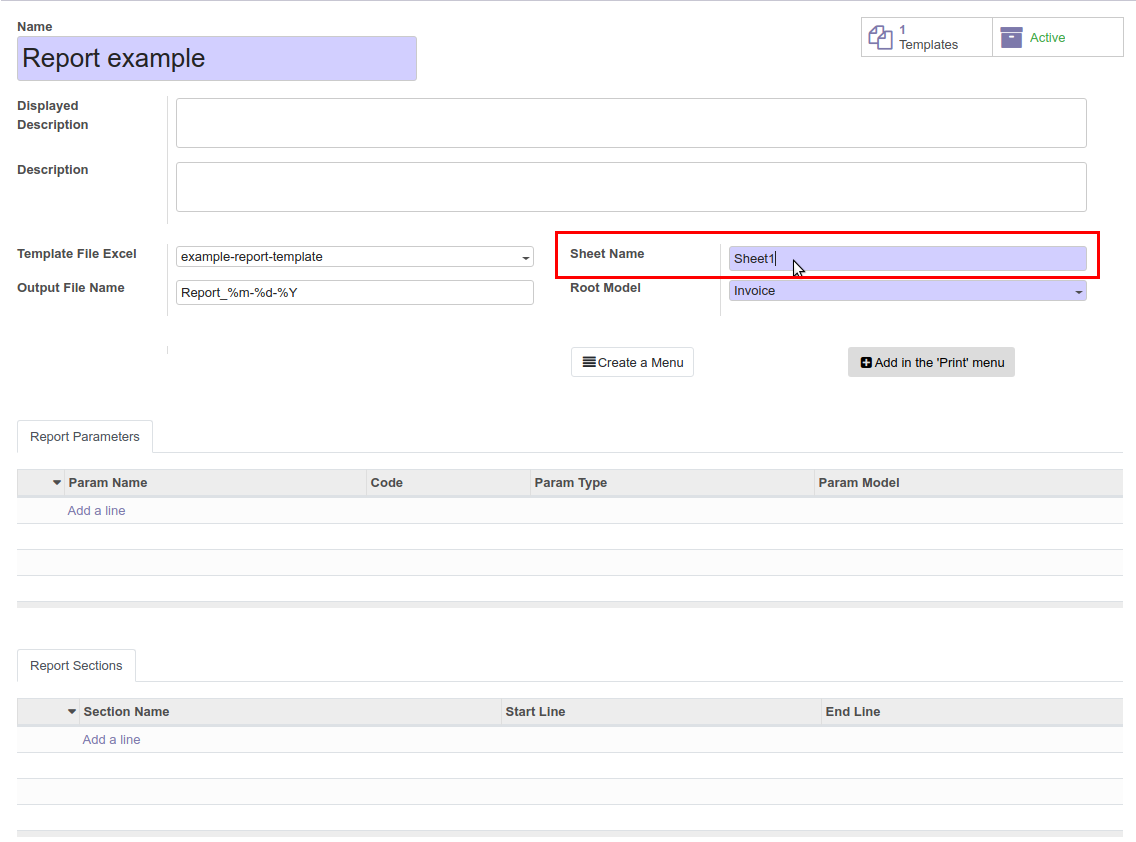 Name
Report example
1
Templates
Active
Displayed
Description
Description
Template File Excel
example-report-template
Sheet Name
Sheet1
Output File Name
Report_%m-%d-%Y
Root Model
Invoice
Create a Menu
Add in the 'Print' menu
Report Parameters
Param Name Code Param Type Param Model
Add a line
Report Sections
Section Name Start Line End Line
Add a line